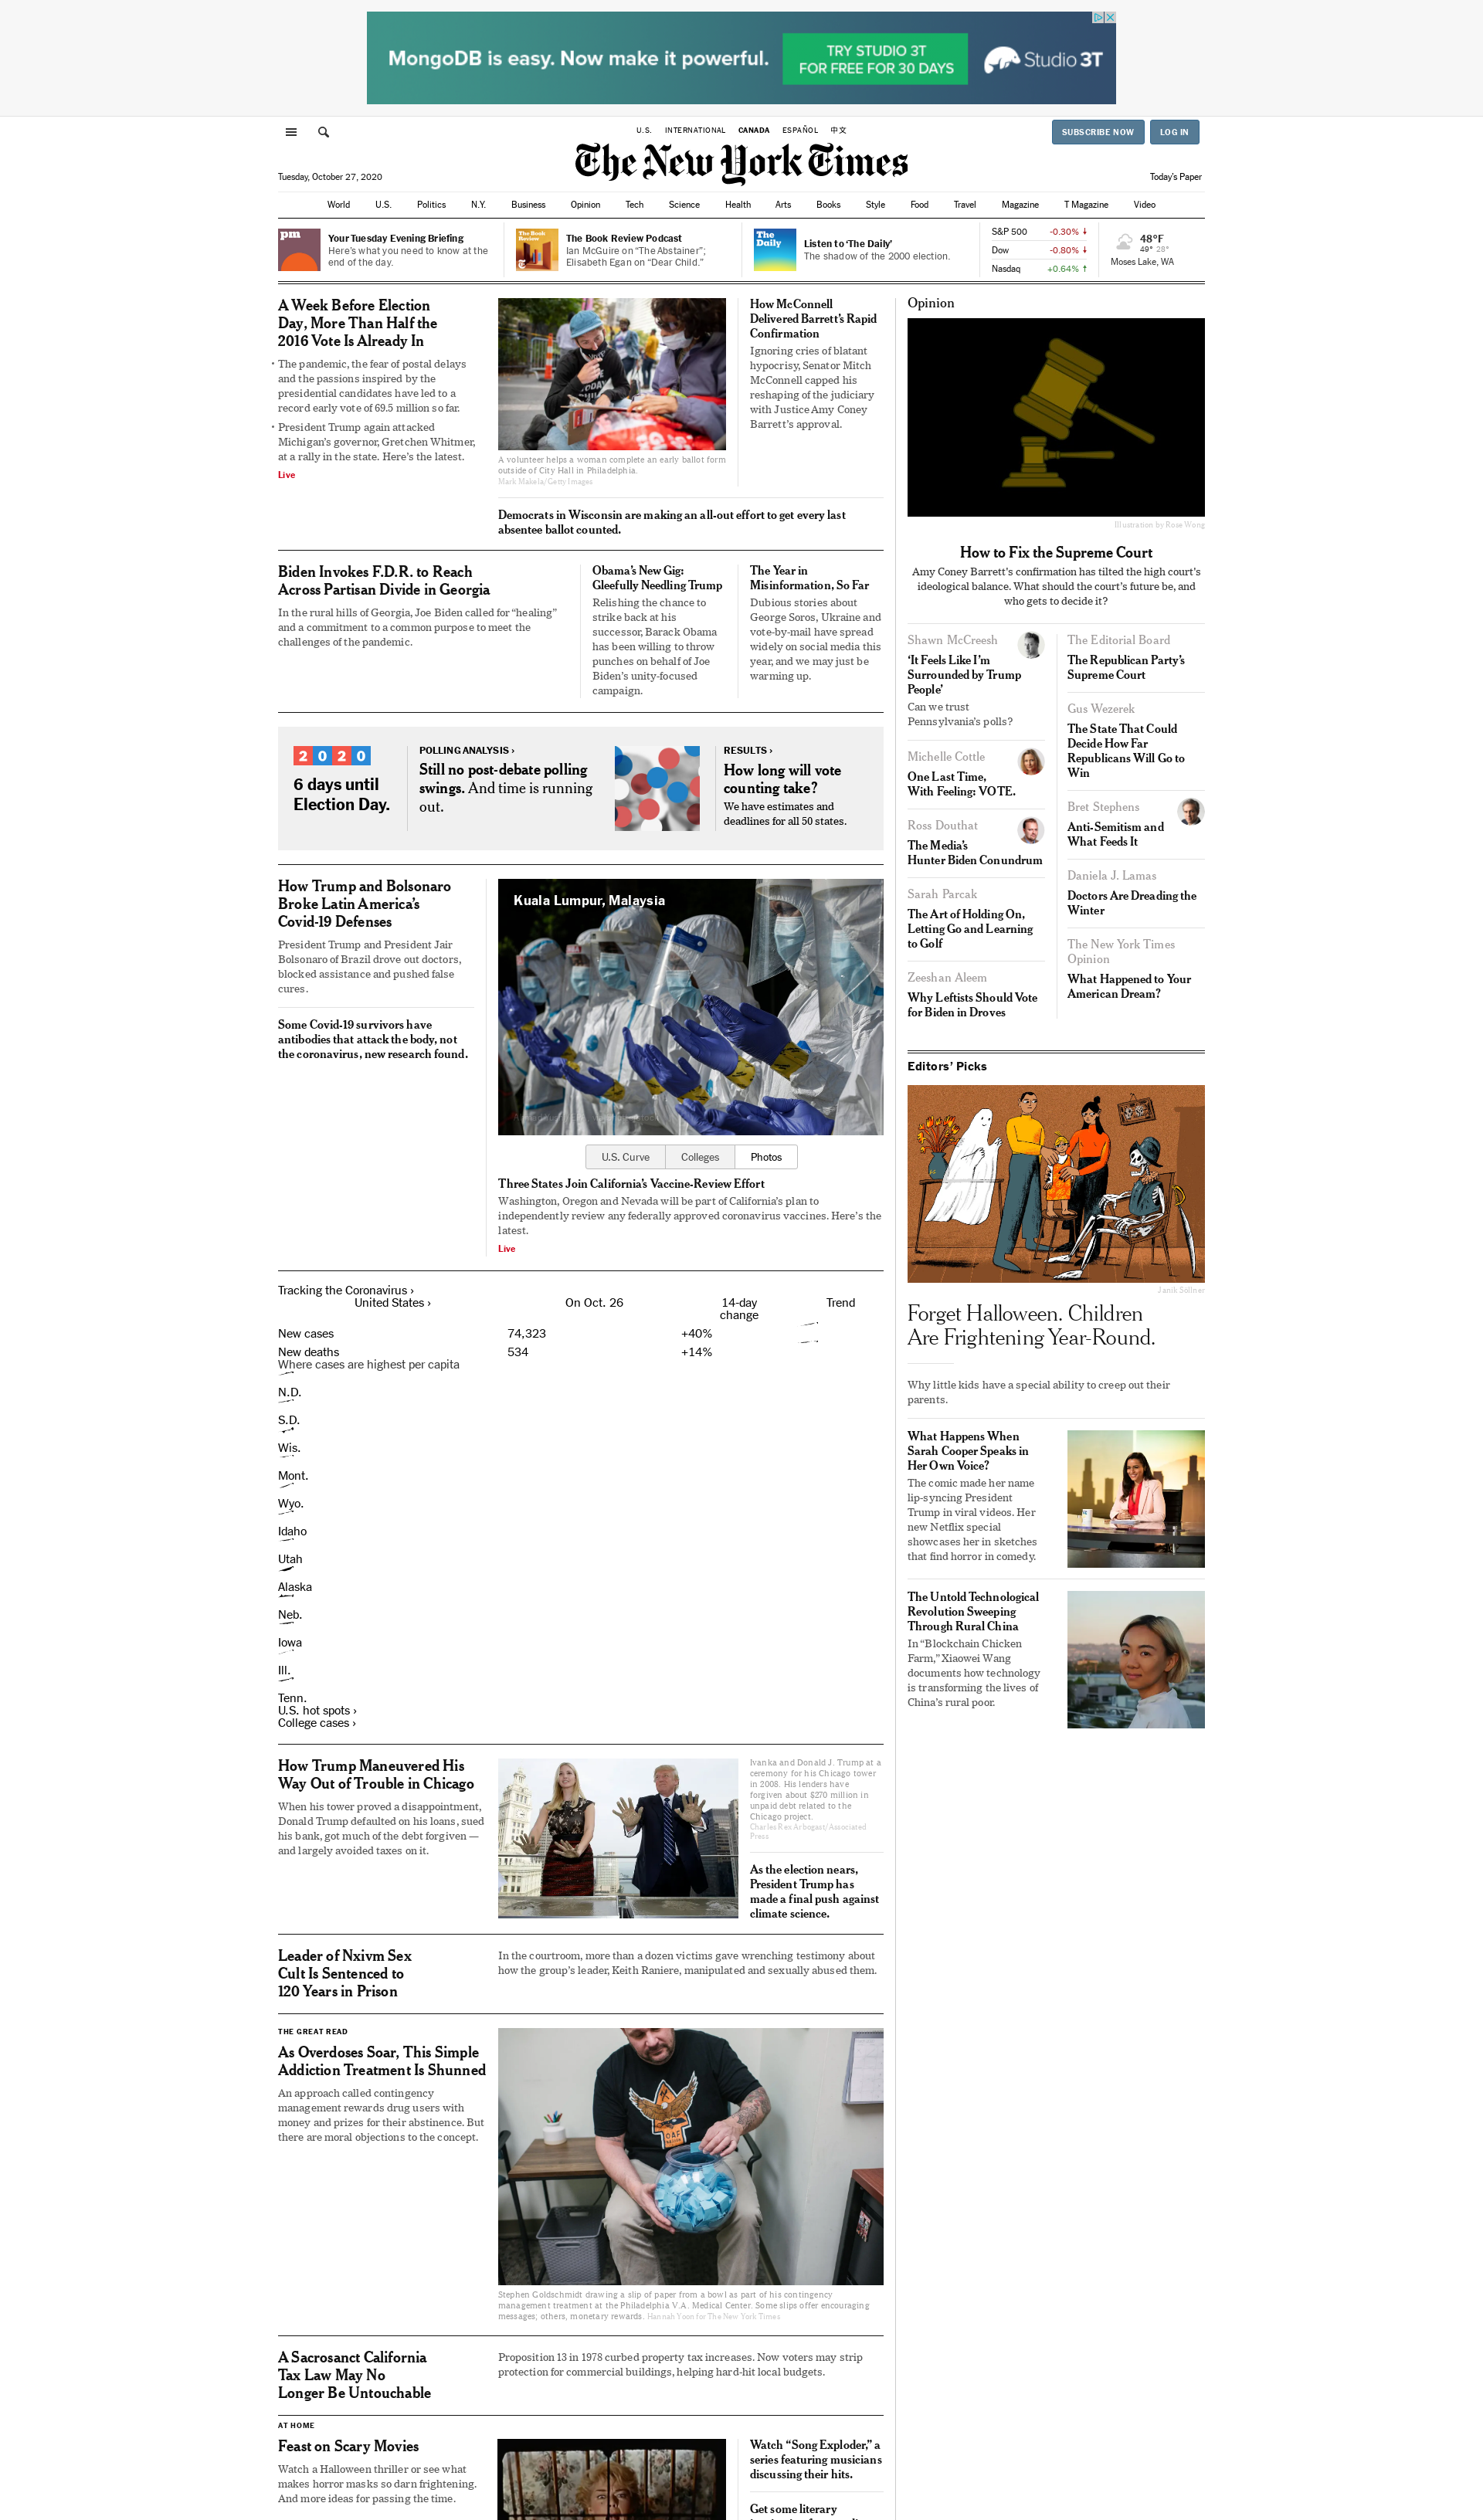 MongoDB is easy. Now make it powerful.
TRY STUDIO 3T
FOR FREE FOR 30 DAYS
Studio 3T
U.S. INTERNATIONAL CANADA ESPAÑOL 中文
SUBSCRIBE NOW
LOG IN
The New York Times
Tuesday, October 27, 2020
Today's Paper
World U.S. Politics N.Y. Business Opinion Tech Science Health Arts Books Style Food Travel Magazine T Magazine Video
pm
Your Tuesday Evening Briefing
Here's what you need to know at the
end of the day.
The Book
Review
The Book Review Podcast
Ian McGuire on “The Abstainer”;
Elisabeth Egan on “Dear Child.”
The
Daily
Listen to ‘The Daily’
The shadow of the 2000 election.
S&P 500 -0.30% ↓
Dow -0.80% ↓
Nasdaq +0.64% ↑
48°F
49° 28°
Moses Lake, WA
A Week Before Election
Day, More Than Half the
2016 Vote Is Already In
• The pandemic, the fear of postal delays
and the passions inspired by the
presidential candidates have led to a
record early vote of 69.5 million so far.
• President Trump again attacked
Michigan’s governor, Gretchen Whitmer,
at a rally in the state. Here’s the latest.
Live
A volunteer helps a woman complete an early ballot form
outside of City Hall in Philadelphia.
Mark Makela/Getty Images
How McConnell
Delivered Barrett’s Rapid
Confirmation
Ignoring cries of blatant
hypocrisy, Senator Mitch
McConnell capped his
reshaping of the judiciary
with Justice Amy Coney
Barrett’s approval.
Democrats in Wisconsin are making an all-out effort to get every last
absentee ballot counted.
Biden Invokes F.D.R. to Reach
Across Partisan Divide in Georgia
In the rural hills of Georgia, Joe Biden called for “healing”
and a commitment to a common purpose to meet the
challenges of the pandemic.
Obama’s New Gig:
Gleefully Needling Trump
Relishing the chance to
strike back at his
successor, Barack Obama
has been willing to throw
punches on behalf of Joe
Biden’s unity-focused
campaign.
The Year in
Misinformation, So Far
Dubious stories about
George Soros, Ukraine and
vote-by-mail have spread
widely on social media this
year, and we may just be
warming up.
2020
6 days until
Election Day.
POLLING ANALYSIS ›
Still no post-debate polling
swings. And time is running
out.
RESULTS ›
How long will vote
counting take?
We have estimates and
deadlines for all 50 states.
How Trump and Bolsonaro
Broke Latin America’s
Covid-19 Defenses
President Trump and President Jair
Bolsonaro of Brazil drove out doctors,
blocked assistance and pushed false
cures.
Some Covid-19 survivors have
antibodies that attack the body, not
the coronavirus, new research found.
Kuala Lumpur, Malaysia
U.S. Curve Colleges Photos
Three States Join California’s Vaccine-Review Effort
Washington, Oregon and Nevada will be part of California’s plan to
independently review any federally approved coronavirus vaccines. Here’s the
latest.
Live
Tracking the Coronavirus ›
United States › On Oct. 26 14-day
change Trend
New cases 74,323 +40%
New deaths 534 +14%
Where cases are highest per capita
N.D.
S.D.
Wis.
Mont.
Wyo.
Idaho
Utah
Alaska
Neb.
Iowa
Ill.
Tenn.
U.S. hot spots ›
College cases ›
How Trump Maneuvered His
Way Out of Trouble in Chicago
When his tower proved a disappointment,
Donald Trump defaulted on his loans, sued
his bank, got much of the debt forgiven —
and largely avoided taxes on it.
Ivanka and Donald J. Trump at a
ceremony for his Chicago tower
in 2008. His lenders have
forgiven about $270 million in
unpaid debt related to the
Chicago project.
Charles Rex Arbogast/Associated
Press
As the election nears,
President Trump has
made a final push against
climate science.
Leader of Nxivm Sex
Cult Is Sentenced to
120 Years in Prison
In the courtroom, more than a dozen victims gave wrenching testimony about
how the group’s leader, Keith Raniere, manipulated and sexually abused them.
THE GREAT READ
As Overdoses Soar, This Simple
Addiction Treatment Is Shunned
An approach called contingency
management rewards drug users with
money and prizes for their abstinence. But
there are moral objections to the concept.
Stephen Goldschmidt drawing a slip of paper from a bowl as part of his contingency
management treatment at the Philadelphia V.A. Medical Center. Some slips offer encouraging
messages; others, monetary rewards. Hannah Yoon for The New York Times
A Sacrosanct California
Tax Law May No
Longer Be Untouchable
Proposition 13 in 1978 curbed property tax increases. Now voters may strip
protection for commercial buildings, helping hard-hit local budgets.
AT HOME
Feast on Scary Movies
Watch a Halloween thriller or see what
makes horror masks so darn frightening.
And more ideas for passing the time.
Watch “Song Exploder,” a
series featuring musicians
discussing their hits.
Get some literary
Opinion
Illustration by Rose Wong
How to Fix the Supreme Court
Amy Coney Barrett’s confirmation has tilted the high court’s
ideological balance. What should the court’s future be, and
who gets to decide it?
Shawn McCreesh
‘It Feels Like I’m
Surrounded by Trump
People’
Can we trust
Pennsylvania’s polls?
Michelle Cottle
One Last Time,
With Feeling: VOTE.
Ross Douthat
The Media’s
Hunter Biden Conundrum
Sarah Parcak
The Art of Holding On,
Letting Go and Learning
to Golf
Zeeshan Aleem
Why Leftists Should Vote
for Biden in Droves
The Editorial Board
The Republican Party’s
Supreme Court
Gus Wezerek
The State That Could
Decide How Far
Republicans Will Go to
Win
Bret Stephens
Anti-Semitism and
What Feeds It
Daniela J. Lamas
Doctors Are Dreading the
Winter
The New York Times
Opinion
What Happened to Your
American Dream?
Editors’ Picks
Janik Söllner
Forget Halloween. Children
Are Frightening Year-Round.
Why little kids have a special ability to creep out their
parents.
What Happens When
Sarah Cooper Speaks in
Her Own Voice?
The comic made her name
lip-syncing President
Trump in viral videos. Her
new Netflix special
showcases her in sketches
that find horror in comedy.
The Untold Technological
Revolution Sweeping
Through Rural China
In “Blockchain Chicken
Farm,” Xiaowei Wang
documents how technology
is transforming the lives of
China’s rural poor.